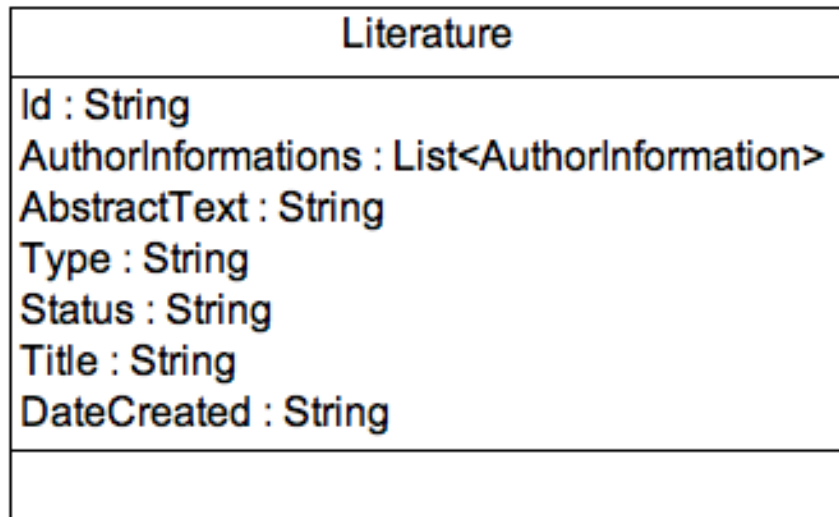 Literature
Id : String
AuthorInformations : List<AuthorInformation>
AbstractText : String
Type : String
Status : String
Title : String
DateCreated : String